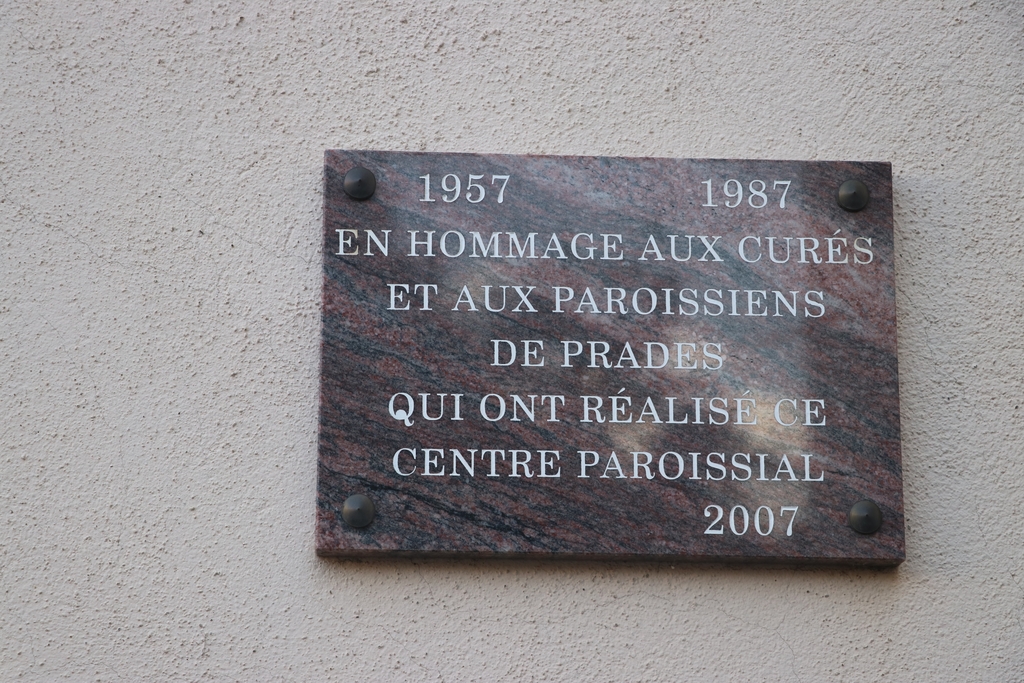 1957 1987
EN HOMMAGE AUX CURÉS
ET AUX PAROISSIENS
DE PRADES
QUI ONT RÉALISÉ CE
CENTRE PAROISSIAL
2007